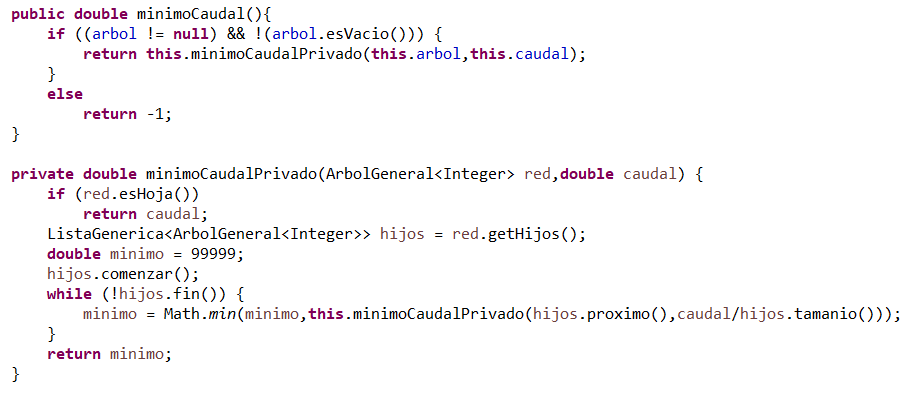 public double minimoCaudal(){
    if ((arbol != null) && !(arbol.esVacio())) {
        return this.minimoCaudalPrivado(this.arbol,this.caudal);
    }
    else
        return -1;
}

private double minimoCaudalPrivado(ArbolGeneral<Integer> red,double caudal) {
    if (red.esHoja())
        return caudal;
    ListaGenerica<ArbolGeneral<Integer>> hijos = red.getHijos();
    double minimo = 99999;
    hijos.comenzar();
    while (!hijos.fin()) {
        minimo = Math.min(minimo,this.minimoCaudalPrivado(hijos.proximo(),caudal/hijos.tamanio()));
    }
    return minimo;
}